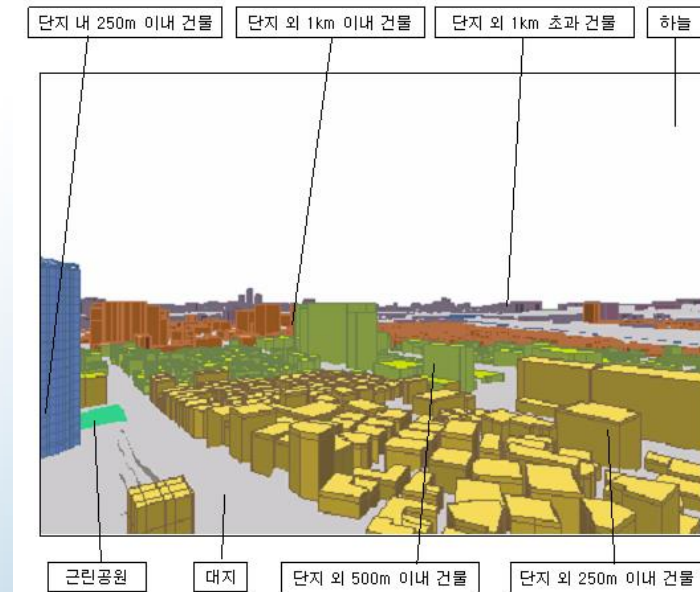 단지 내 250m 이내 건물
단지 외 1km 이내 건물
단지 외 1km 초과 건물
하늘
근린공원
대지
단지 외 500m 이내 건물
단지 외 250m 이내 건물